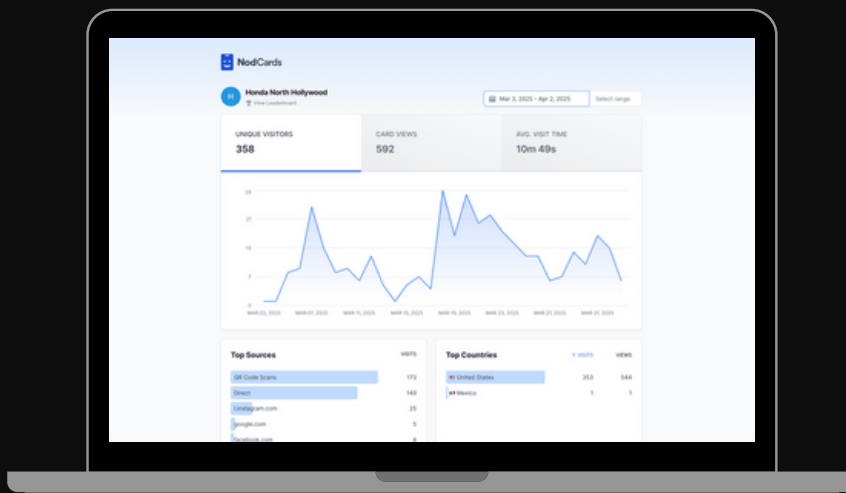 NodCards
Honda North Hollywood
View Leaderboard
Mar 3, 2025 - Apr 2, 2025
Select range
UNIQUE VISITORS
358
CARD VIEWS
592
AVG. VISIT TIME
10m 49s
28
21
14
7
0
MAR 03, 2025
MAR 07, 2025
MAR 11, 2025
MAR 15, 2025
MAR 19, 2025
MAR 23, 2025
MAR 27, 2025
MAR 31, 2025
Top Sources
VISITS
QR Code Scans
173
Direct
149
l.instagram.com
25
google.com
5
facebook.com
Top Countries
VISITS
VIEWS
United States
353
544
Mexico
1
1